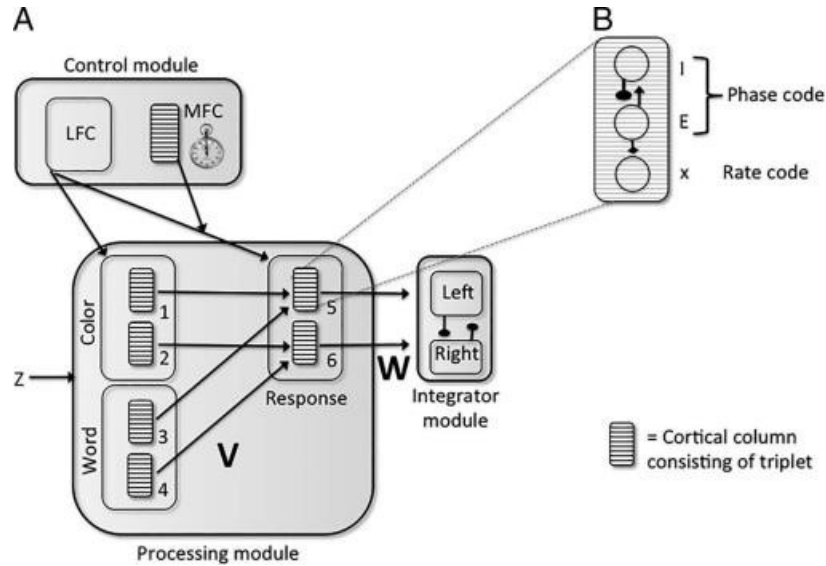 A
B
Control module
LFC
MFC
I
E
Phase code
x
Rate code
Color
1
2
5
6
Response
Left
Right
W
Integrator
module
Z
Word
3
4
V
= Cortical column
consisting of triplet
Processing module